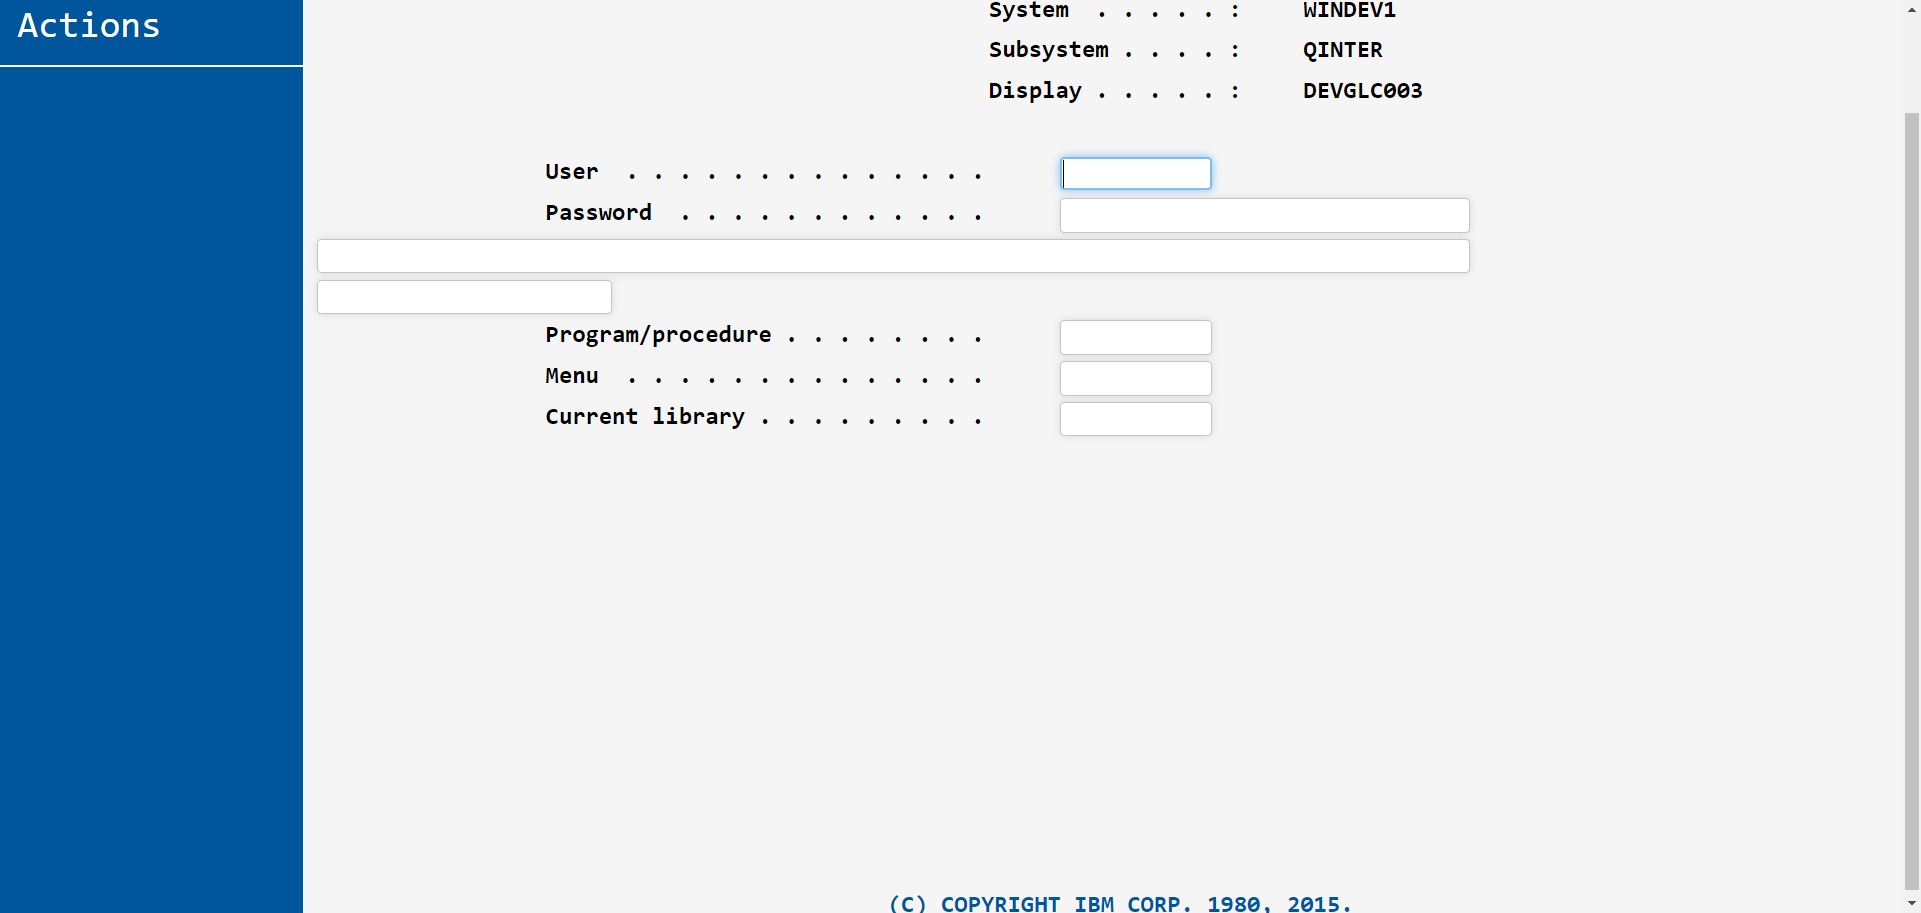 Actions
System  . . . . . :  WINDEV1
Subsystem . . . . :  QINTER
Display . . . . . :  DEVGLC003
User  . . . . . . . . . . . . . .
Password  . . . . . . . . . . . .
Program/procedure . . . . . . . .
Menu  . . . . . . . . . . . . . .
Current library . . . . . . . . .
(C) COPYRIGHT IBM CORP. 1980, 2015.